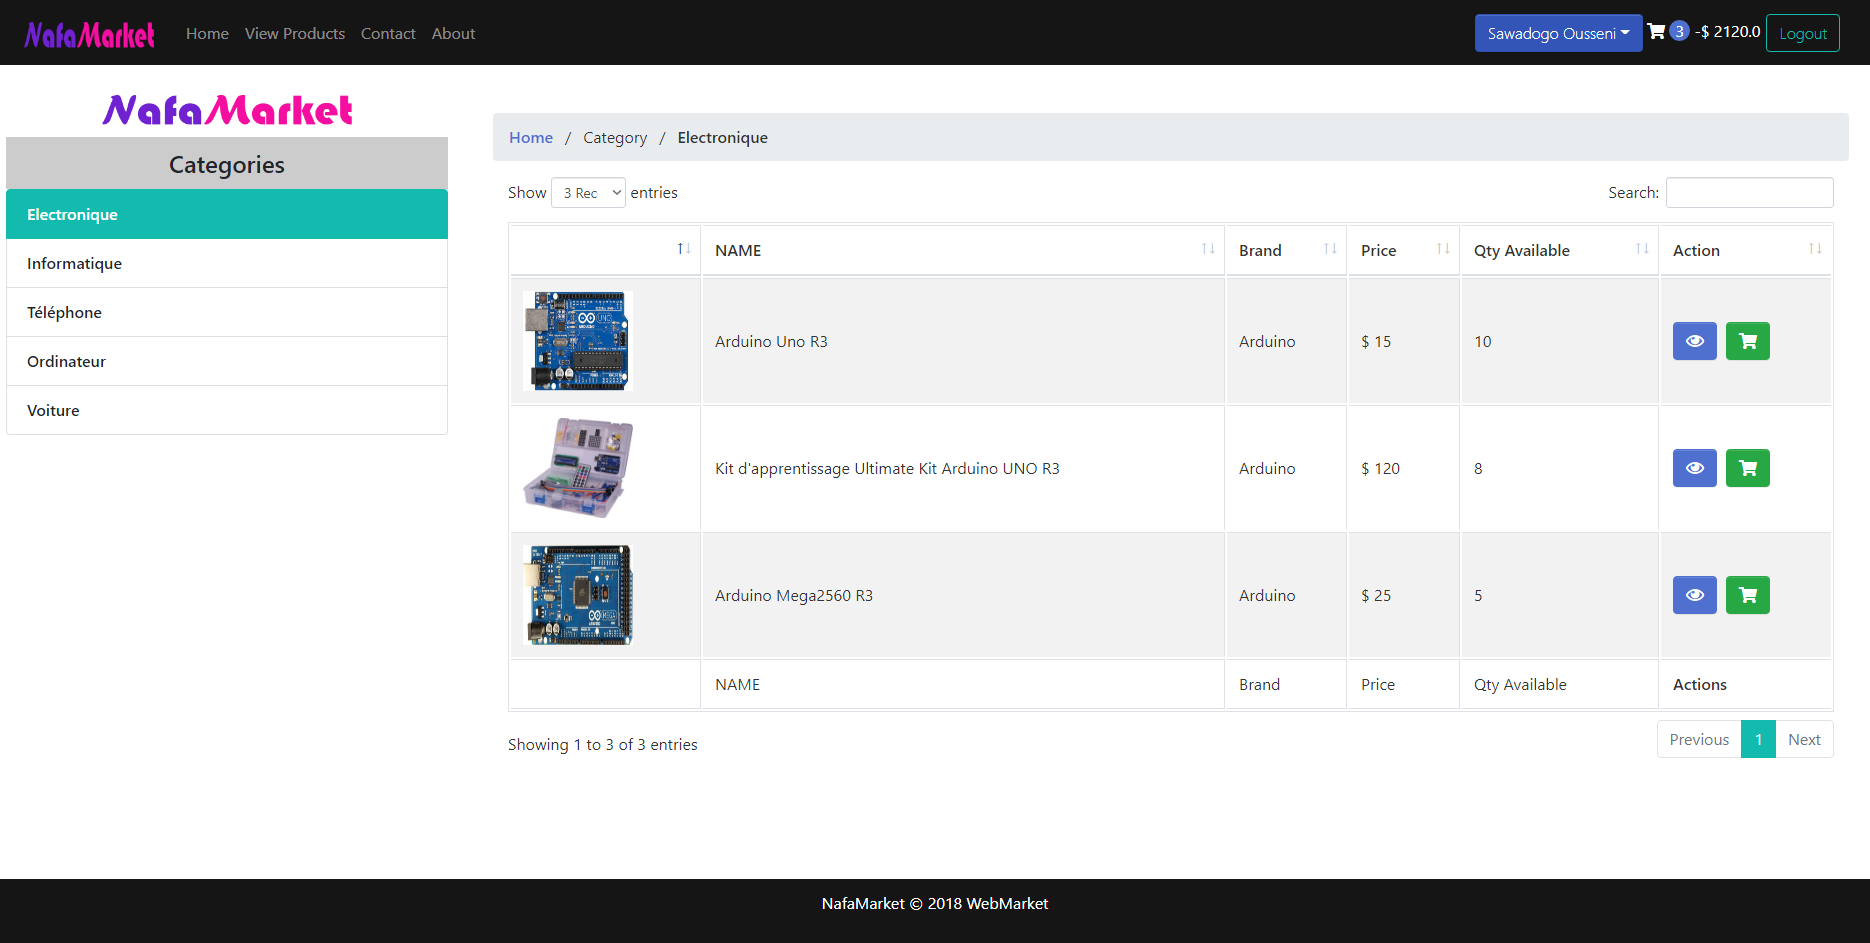 NafaMarket Home View Products Contact About Sawadogo Ousseni 3 -$ 2120.0 Logout
NafaMarket
Categories
Electronique
Informatique
Téléphone
Ordinateur
Voiture
Home / Category / Electronique
Show 3 Rec entries Search:
NAME Brand Price Qty Available Action
Arduino Uno R3 Arduino $ 15 10
Kit d'apprentissage Ultimate Kit Arduino UNO R3 Arduino $ 120 8
Arduino Mega2560 R3 Arduino $ 25 5
NAME Brand Price Qty Available Actions
Showing 1 to 3 of 3 entries Previous 1 Next
NafaMarket © 2018 WebMarket